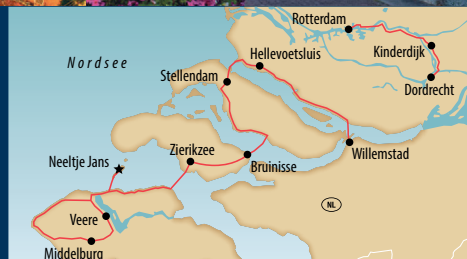 Rotterdam
Hellevoetsluis
Kinderdijk
Nordsee
Stellendam
Dordrecht
Zierikzee
Willemstad
Neeltje Jans
Bruinisse
NL
Veere
Middelburg